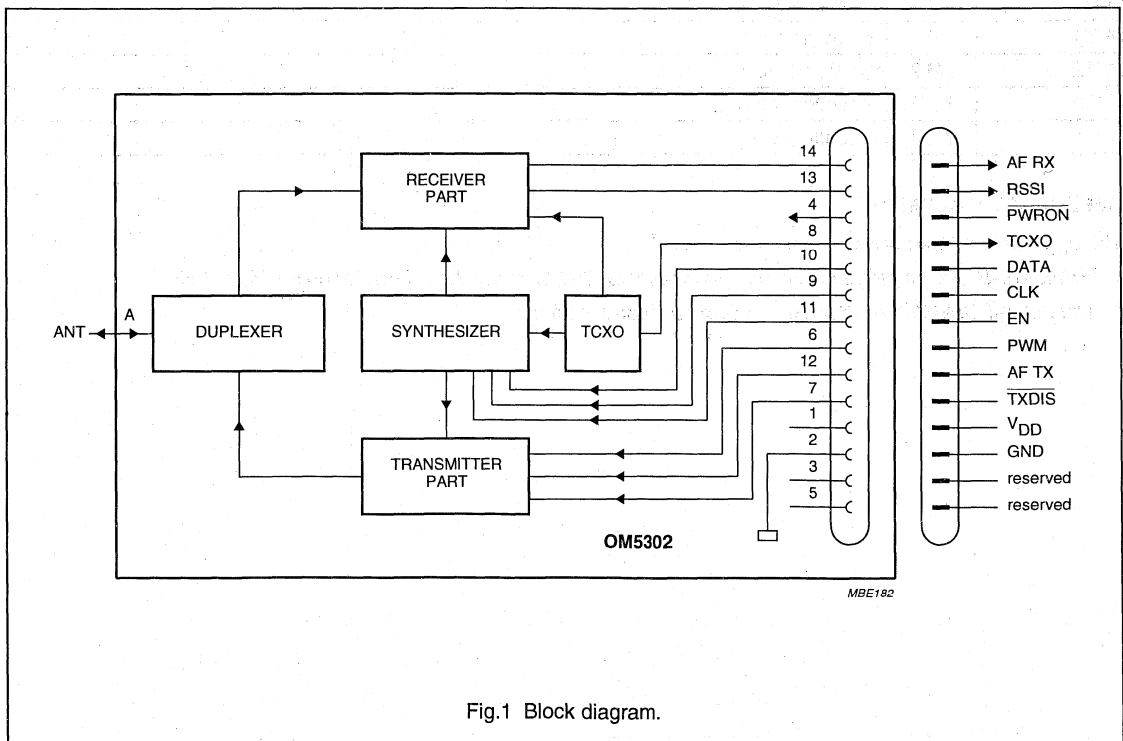 14
13
4
8
10
9
11
6
12
7
1
2
3
5
AF RX
RSSI
PWRON
TCXO
DATA
CLK
EN
PWM
AF TX
TXDIS
VDD
GND
reserved
reserved
RECEIVER
PART
ANT
A
DUPLEXER
SYNTHESIZER
TCXO
TRANSMITTER
PART
OM5302
MBE182
Fig.1 Block diagram.